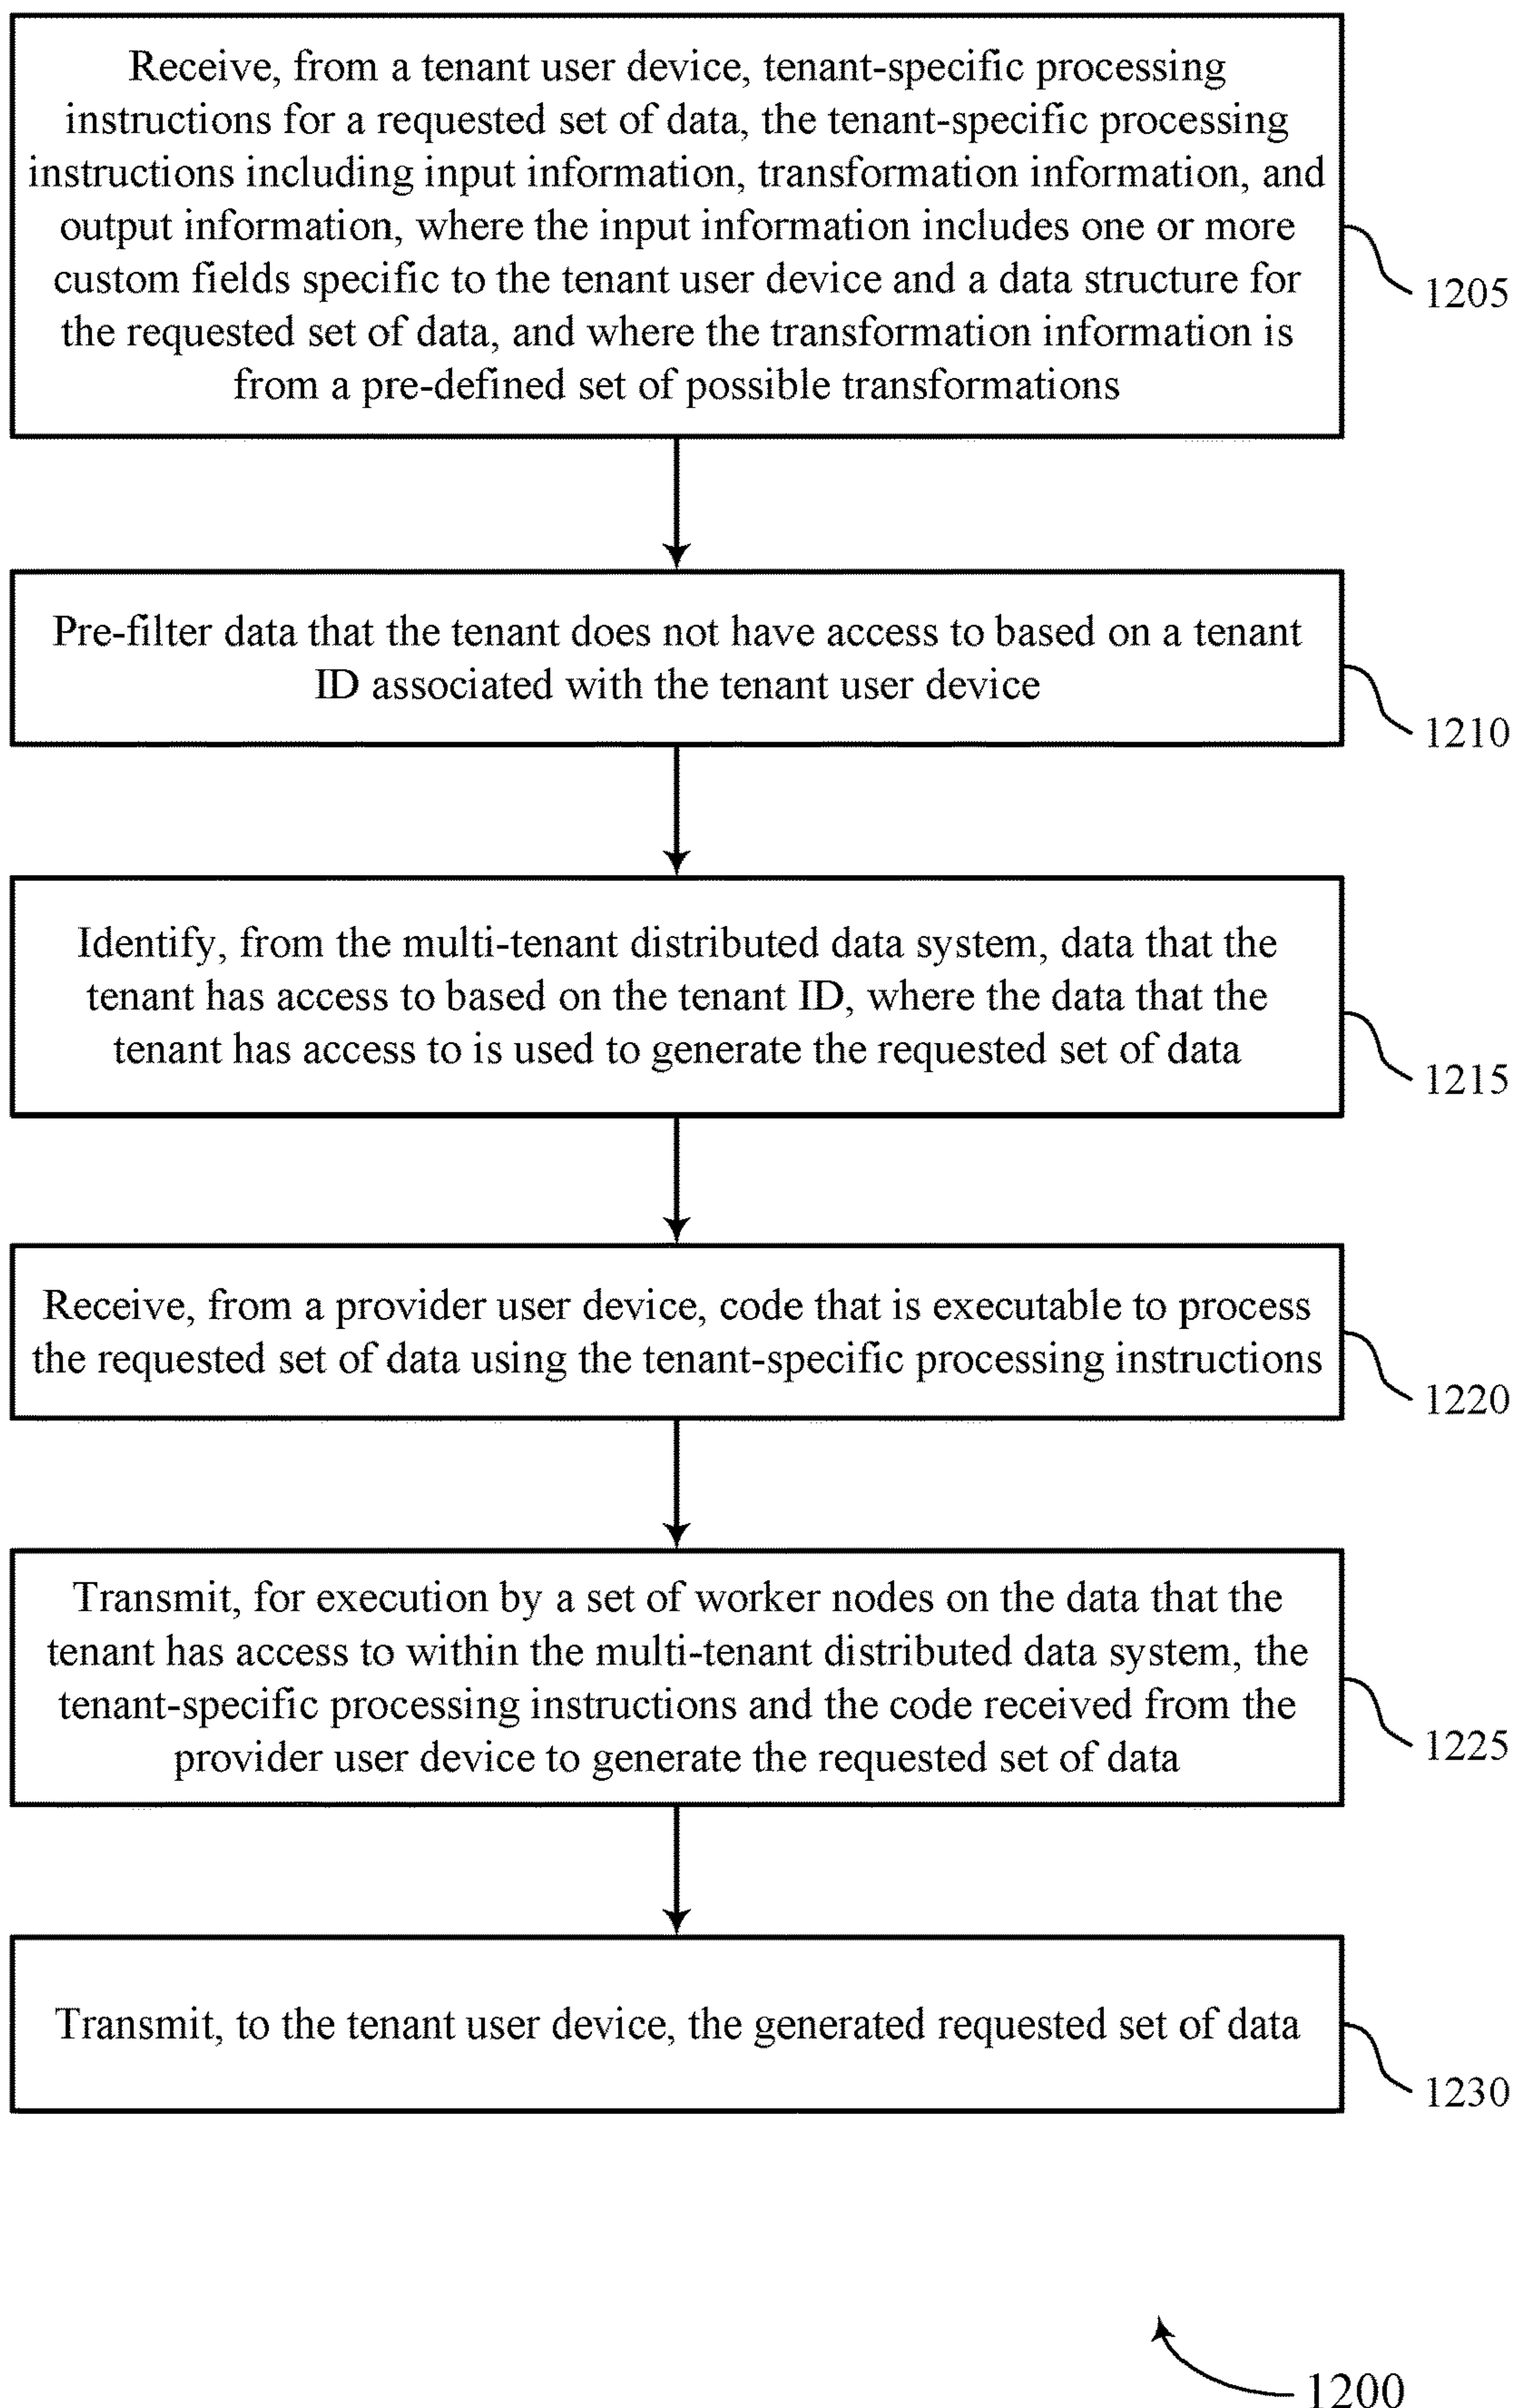 Receive, from a tenant user device, tenant-specific processing
instructions for a requested set of data, the tenant-specific processing
instructions including input information, transformation information, and
output information, where the input information includes one or more
custom fields specific to the tenant user device and a data structure for
the requested set of data, and where the transformation information is
from a pre-defined set of possible transformations
1205
Pre-filter data that the tenant does not have access to based on a tenant
ID associated with the tenant user device
1210
Identify, from the multi-tenant distributed data system, data that the
tenant has access to based on the tenant ID, where the data that the
tenant has access to is used to generate the requested set of data
1215
Receive, from a provider user device, code that is executable to process
the requested set of data using the tenant-specific processing instructions
1220
Transmit, for execution by a set of worker nodes on the data that the
tenant has access to within the multi-tenant distributed data system, the
tenant-specific processing instructions and the code received from the
provider user device to generate the requested set of data
1225
Transmit, to the tenant user device, the generated requested set of data
1230
1200